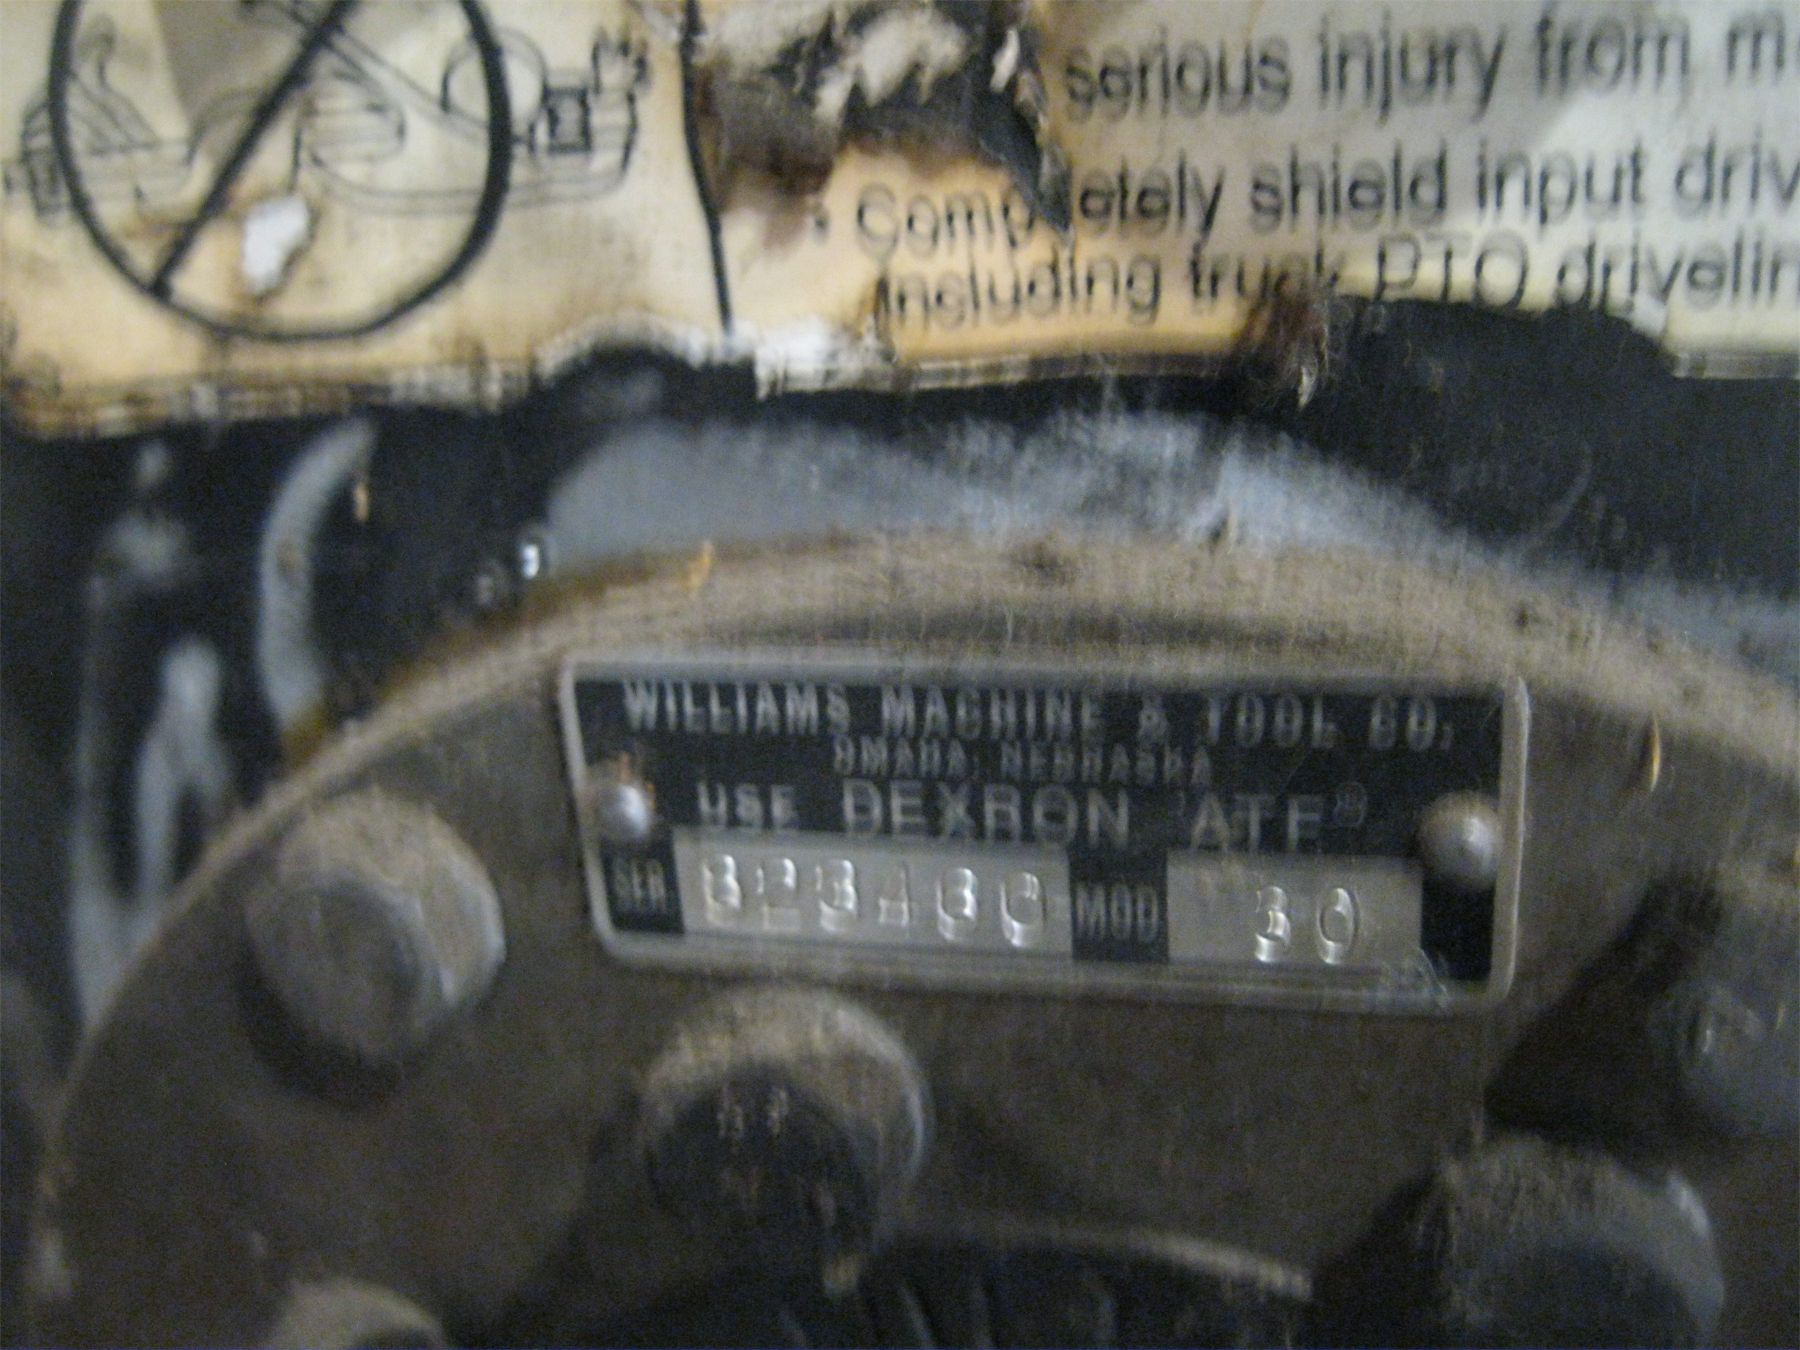 serious injury from m
Completely shield input driv
including truck PTO drivelin
WILLIAMS MACHINE & TOOL CO.
OMAHA, NEBRASKA
USE DEXRON ATF®
SER. MOD. 30